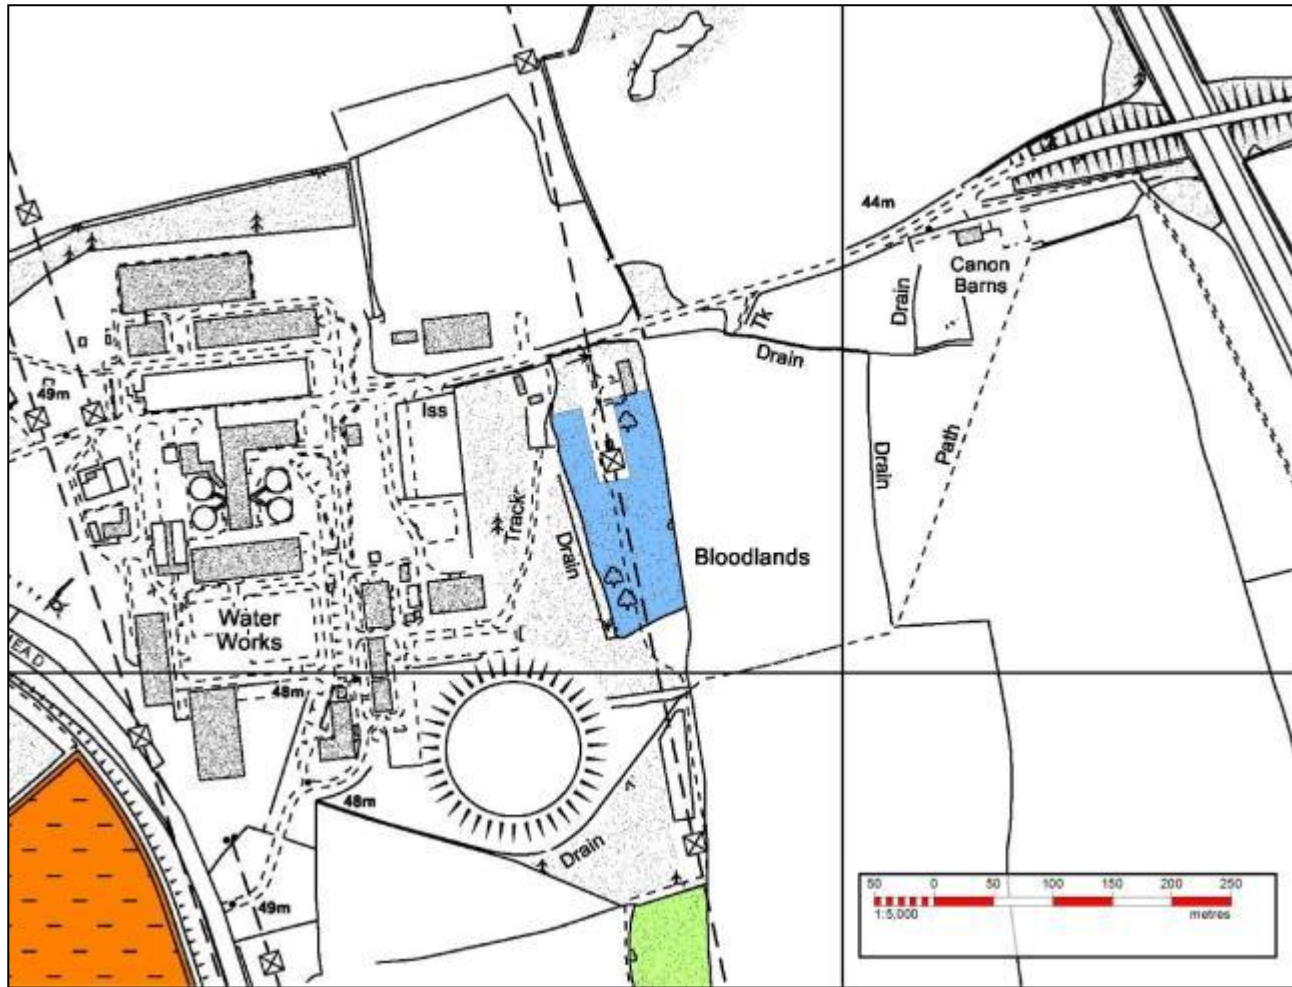 44m
Canon
Barns
Drain
Tk
Drain
49m
Iss
Drain
Path
Track
Drain
Bloodlands
Water
Works
EAD
48m
48m
Drain
49m
50 0 50 100 150 200 250
1:5,000 metres